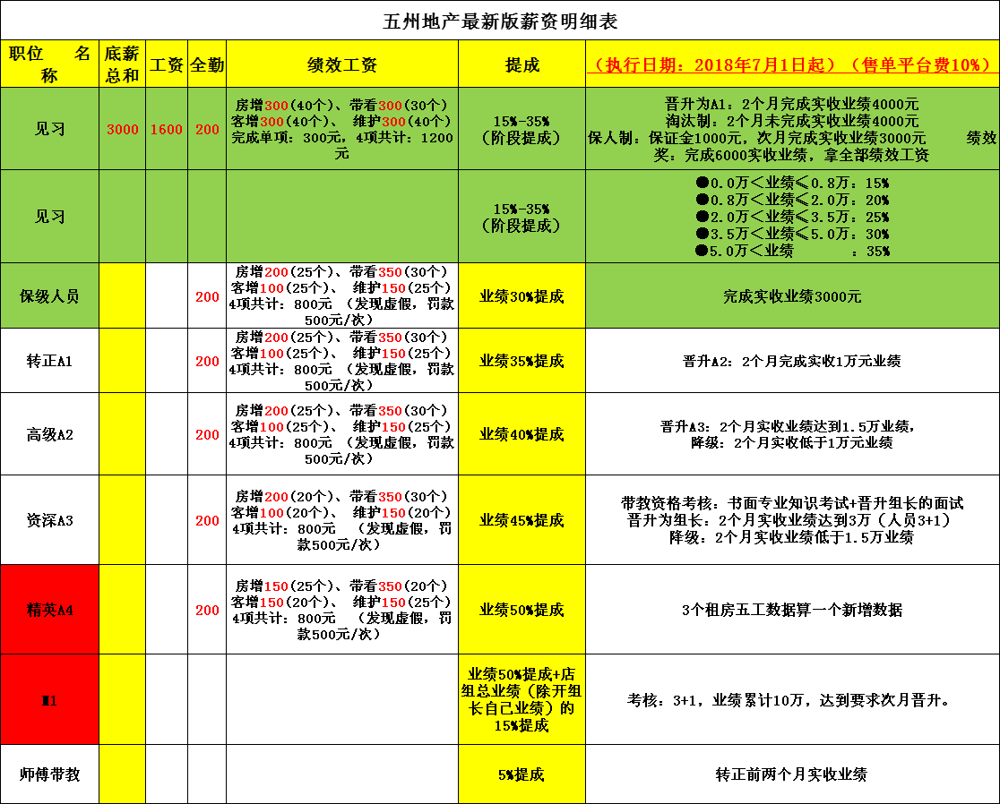 五州地产最新版薪资明细表
职位 名
称
底薪
总和
工资
全勤
绩效工资
提成
（执行日期：2018年7月1日起）（售单平台费10%）
见习
3000
1600
200
房增300(40个)、带看300(30个)
客增300(40个)、 维护300(40个)
完成单项：300元，4项共计：1200
元
15%-35%
（阶段提成）
晋升为A1：2个月完成实收业绩4000元
淘汰制：2个月未完成实收业绩4000元
保人制：保证金1000元，次月完成实收业绩3000元 绩效
奖：完成6000实收业绩，拿全部绩效工资
见习
15%-35%
（阶段提成）
●0.0万＜业绩≤0.8万：15%
●0.8万＜业绩≤2.0万：20%
●2.0万＜业绩≤3.5万：25%
●3.5万＜业绩≤5.0万：30%
●5.0万＜业绩 ：35%
保级人员
200
房增200(25个)、带看350(30个)
客增100(25个)、 维护150(25个)
4项共计：800元 （发现虚假，罚款
500元/次）
业绩30%提成
完成实收业绩3000元
转正A1
200
房增200(25个)、带看350(30个)
客增100(25个)、 维护150(25个)
4项共计：800元 （发现虚假，罚款
500元/次）
业绩35%提成
晋升A2：2个月完成实收1万元业绩
高级A2
200
房增200(25个)、带看350(30个)
客增100(25个)、 维护150(25个)
4项共计：800元 （发现虚假，罚款
500元/次）
业绩40%提成
晋升A3：2个月实收业绩达到1.5万业绩，
降级：2个月实收低于1万元业绩
资深A3
200
房增200(20个)、带看350(30个)
客增100(20个)、 维护150(20个)
4项共计：800元 （发现虚假，罚
款500元/次）
业绩45%提成
带教资格考核：书面专业知识考试+晋升组长的面试
晋升为组长：2个月实收业绩达到3万（人员3+1）
降级：2个月实收业绩低于1.5万业绩
精英A4
200
房增150(25个)、带看350(20个)
客增150(20个)、 维护150(25个)
4项共计：800元 （发现虚假，罚
款500元/次）
业绩50%提成
3个租房五工数据算一个新增数据
M1
业绩50%提成+店
组总业绩（除开组
长自己业绩）的
15%提成
考核：3+1，业绩累计10万，达到要求次月晋升。
师傅带教
5%提成
转正前两个月实收业绩